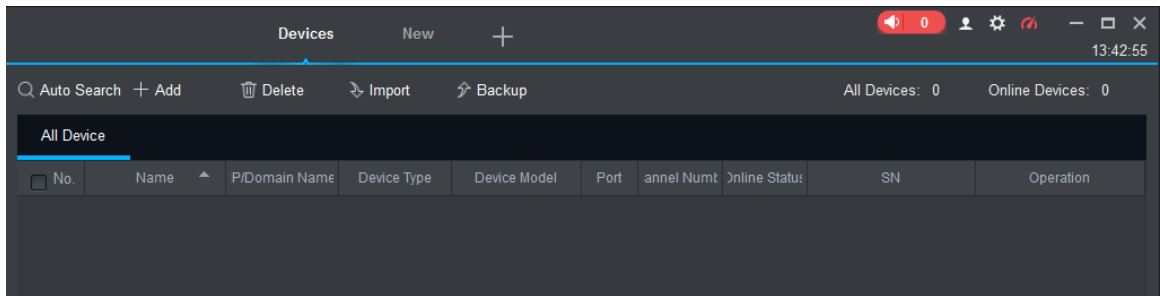 Devices New 0
13:42:55
Auto Search Add Delete Import Backup All Devices: 0 Online Devices: 0
All Device
No. Name P/Domain Name Device Type Device Model Port annel Numb Online Status SN Operation